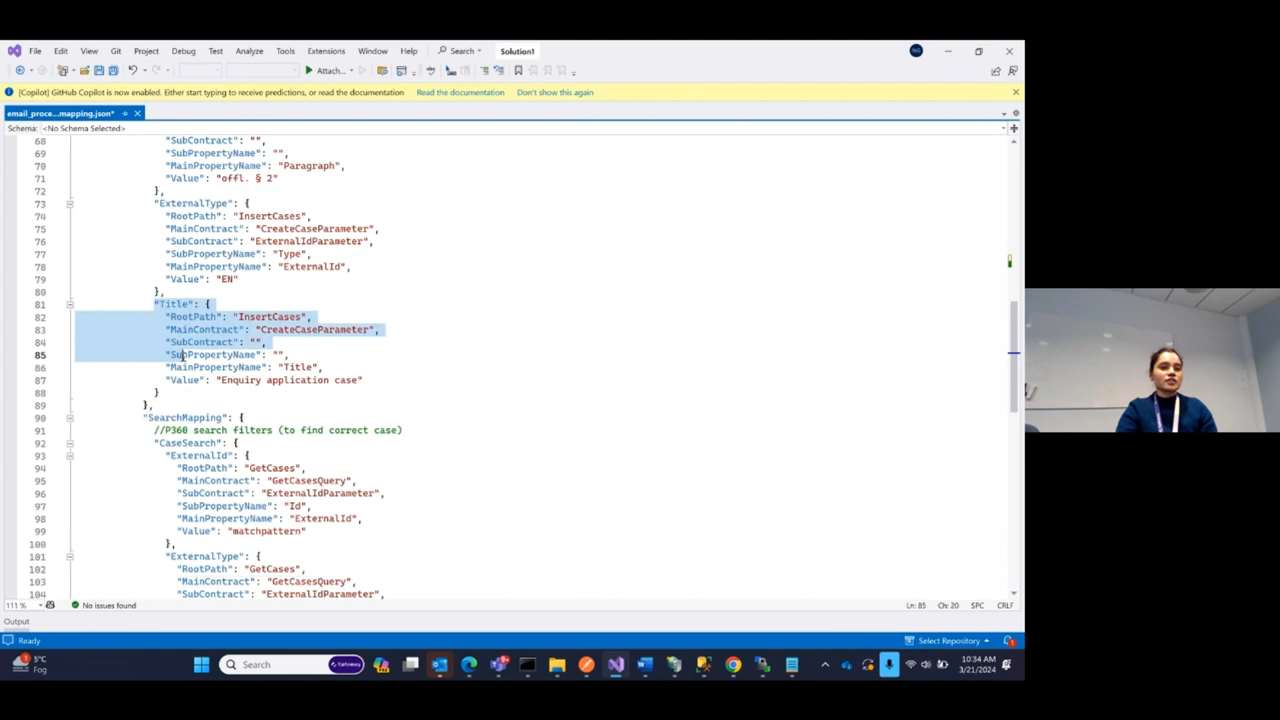 File Edit View Git Project Debug Test Analyze Tools Extensions Window Help Search Solution1 NG
Attach...
[Copilot] GitHub Copilot is now enabled. Either start typing to receive predictions, or read the documentation Read the documentation Don't show this again
email_proce...mapping.json*
Schema: <No Schema Selected>
68 "SubContract": "",
69 "SubPropertyName": "",
70 "MainPropertyName": "Paragraph",
71 "Value": "offl. § 2"
72 },
73 "ExternalType": {
74 "RootPath": "InsertCases",
75 "MainContract": "CreateCaseParameter",
76 "SubContract": "ExternalIdParameter",
77 "SubPropertyName": "Type",
78 "MainPropertyName": "ExternalId",
79 "Value": "EN"
80 },
81 "Title": {
82 "RootPath": "InsertCases",
83 "MainContract": "CreateCaseParameter",
84 "SubContract": "",
85 "SubPropertyName": "",
86 "MainPropertyName": "Title",
87 "Value": "Enquiry application case"
88 }
89 },
90 "SearchMapping": {
91 //P360 search filters (to find correct case)
92 "CaseSearch": {
93 "ExternalId": {
94 "RootPath": "GetCases",
95 "MainContract": "GetCasesQuery",
96 "SubContract": "ExternalIdParameter",
97 "SubPropertyName": "Id",
98 "MainPropertyName": "ExternalId",
99 "Value": "matchpattern"
100 },
101 "ExternalType": {
102 "RootPath": "GetCases",
103 "MainContract": "GetCasesQuery",
104 "SubContract": "ExternalIdParameter",
111 % No issues found Ln: 85 Ch: 20 SPC CRLF
Output
Ready Select Repository
5°C
Fog
Search
10:34 AM
3/21/2024